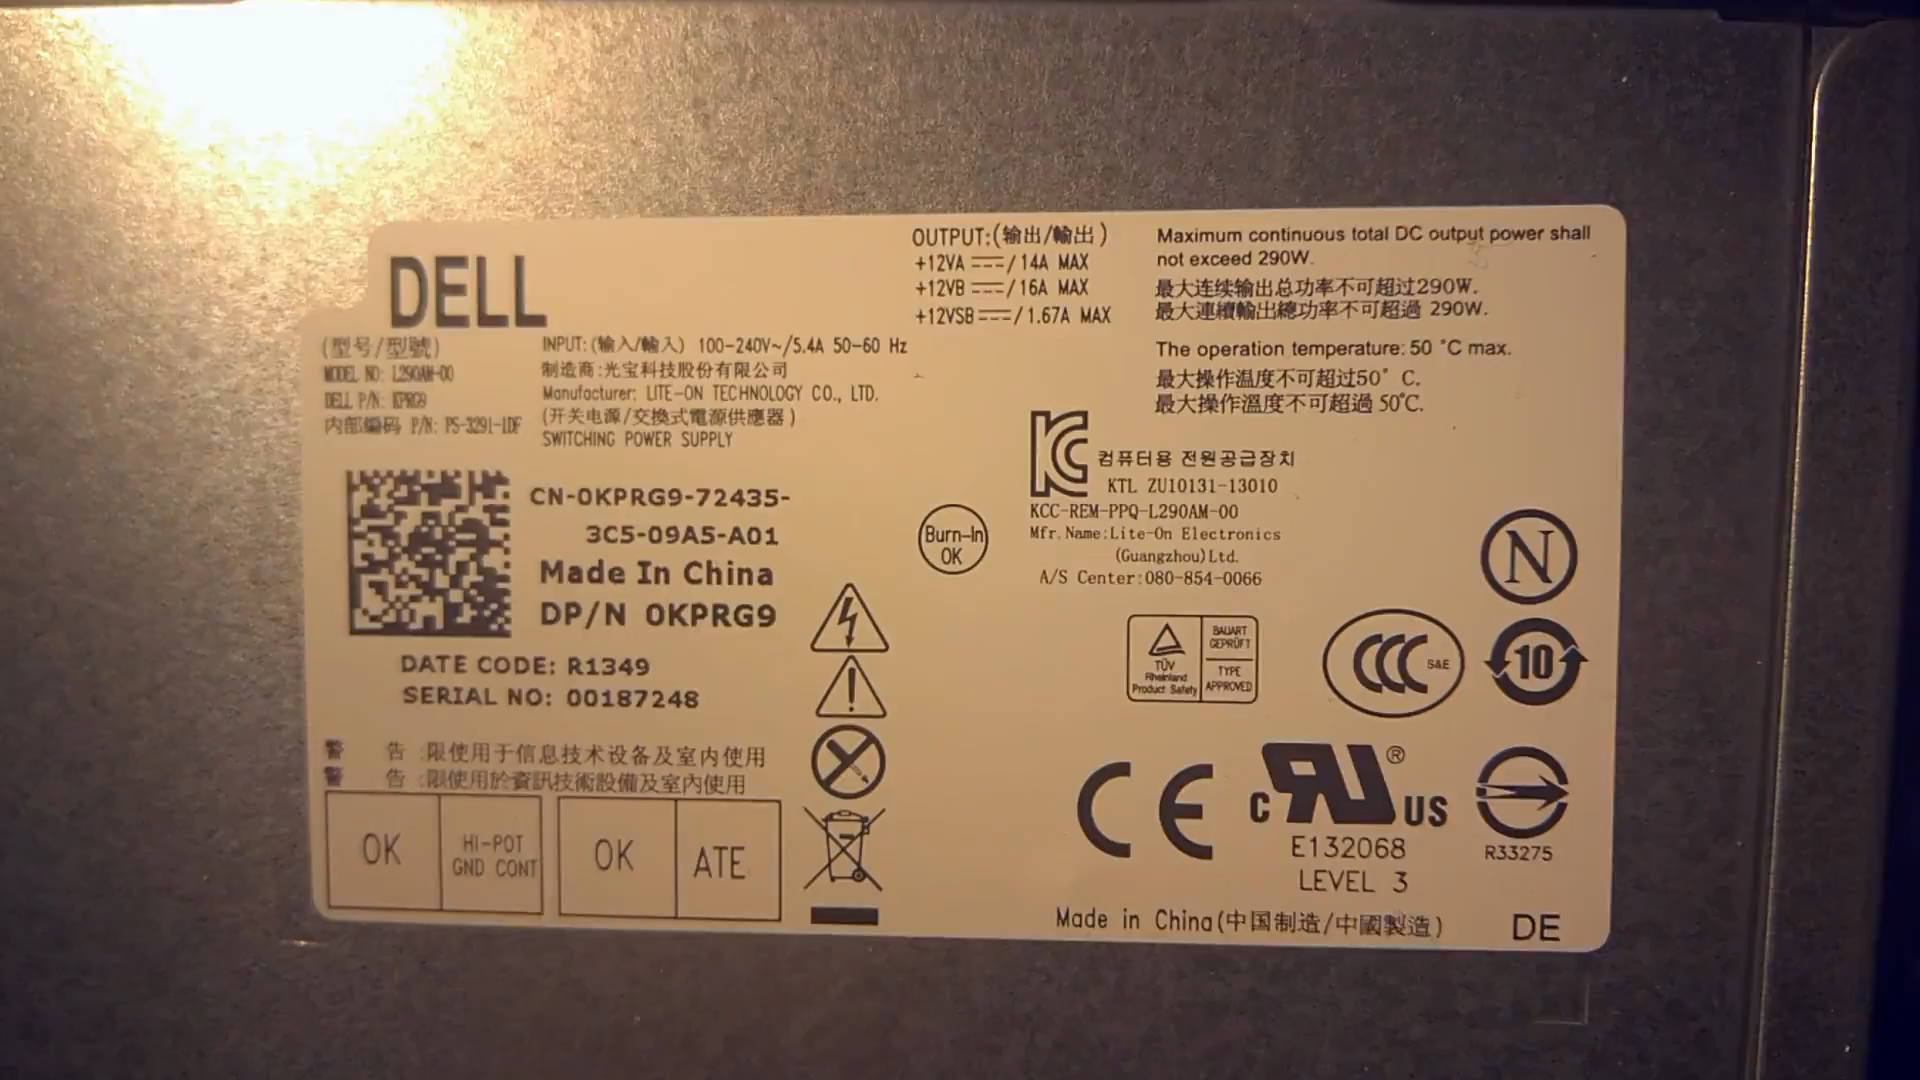 DELL
(型号/型號)
MODEL NO: L290AM-00
DELL P/N: KPRG9
内部编码 P/N: PS-3291-1DF
INPUT:(输入/輸入) 100-240V~/5.4A 50-60 Hz
制造商:光宝科技股份有限公司
Manufacturer: LITE-ON TECHNOLOGY CO., LTD.
(开关电源/交換式電源供應器)
SWITCHING POWER SUPPLY
OUTPUT:(输出/輸出)
+12VA ⎓/14A MAX
+12VB ⎓/16A MAX
+12VSB ⎓/1.67A MAX
Maximum continuous total DC output power shall
not exceed 290W.
最大连续输出总功率不可超过290W.
最大連續輸出總功率不可超過 290W.
The operation temperature: 50 °C max.
最大操作温度不可超过50° C.
最大操作溫度不可超過 50°C.
CN-0KPRG9-72435-
3C5-09A5-A01
Made In China
DP/N 0KPRG9
DATE CODE: R1349
SERIAL NO: 00187248
Burn-In
OK
컴퓨터용 전원공급장치
KTL ZU10131-13010
KCC-REM-PPQ-L290AM-00
Mfr.Name:Lite-On Electronics
(Guangzhou)Ltd.
A/S Center:080-854-0066
N
TÜV
Rheinland
Product Safety
BAUART
GEPRÜFT
TYPE
APPROVED
CCC S&E
10
警 告 :限使用于信息技术设备及室内使用
警 告 :限使用於資訊技術設備及室內使用
OK
HI-POT
GND CONT
OK
ATE
CE
c RU ® US
E132068
LEVEL 3
R33275
Made in China(中国制造/中國製造)
DE